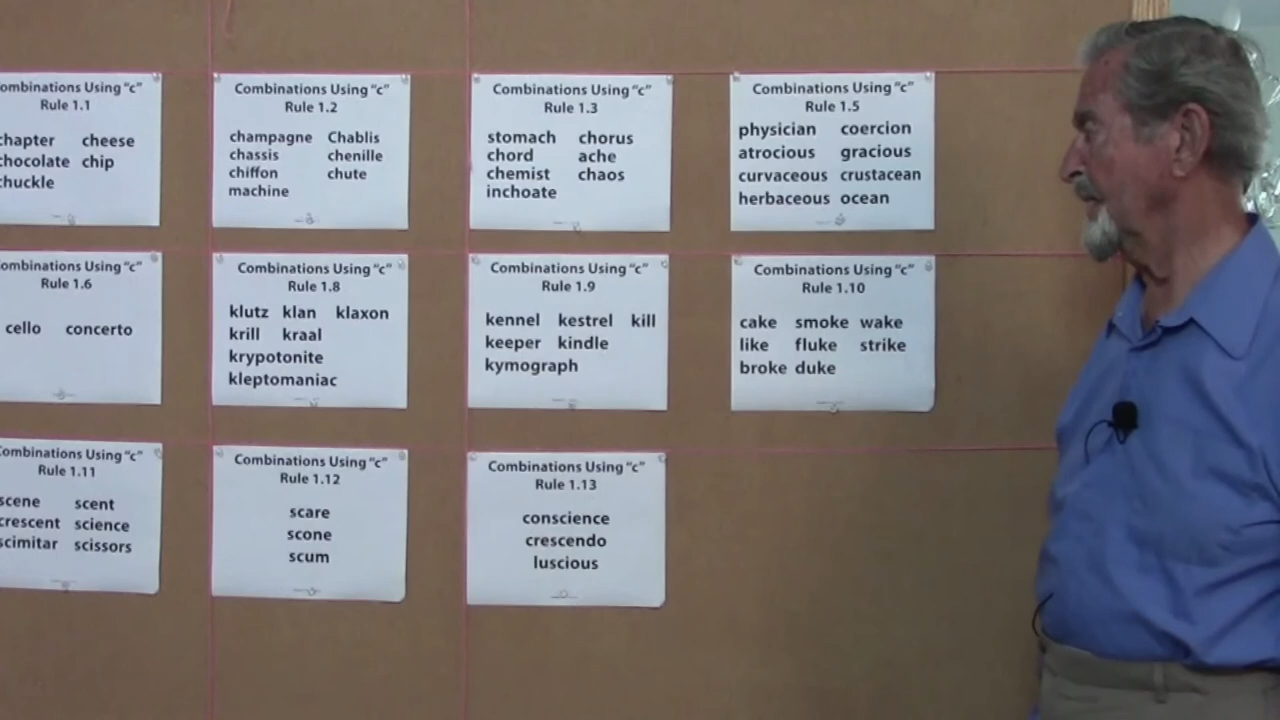 ombinations Using "c"
Rule 1.1
chapter cheese
chocolate chip
chuckle
Combinations Using "c"
Rule 1.2
champagne Chablis
chassis chenille
chiffon chute
machine
Combinations Using "c"
Rule 1.3
stomach chorus
chord ache
chemist chaos
inchoate
Combinations Using "c"
Rule 1.5
physician coercion
atrocious gracious
curvaceous crustacean
herbaceous ocean
ombinations Using "c"
Rule 1.6
cello concerto
Combinations Using "c"
Rule 1.8
klutz klan klaxon
krill kraal
krypotonite
kleptomaniac
Combinations Using "c"
Rule 1.9
kennel kestrel kill
keeper kindle
kymograph
Combinations Using "c"
Rule 1.10
cake smoke wake
like fluke strike
broke duke
Combinations Using "c"
Rule 1.11
scene scent
crescent science
scimitar scissors
Combinations Using "c"
Rule 1.12
scare
scone
scum
Combinations Using "c"
Rule 1.13
conscience
crescendo
luscious